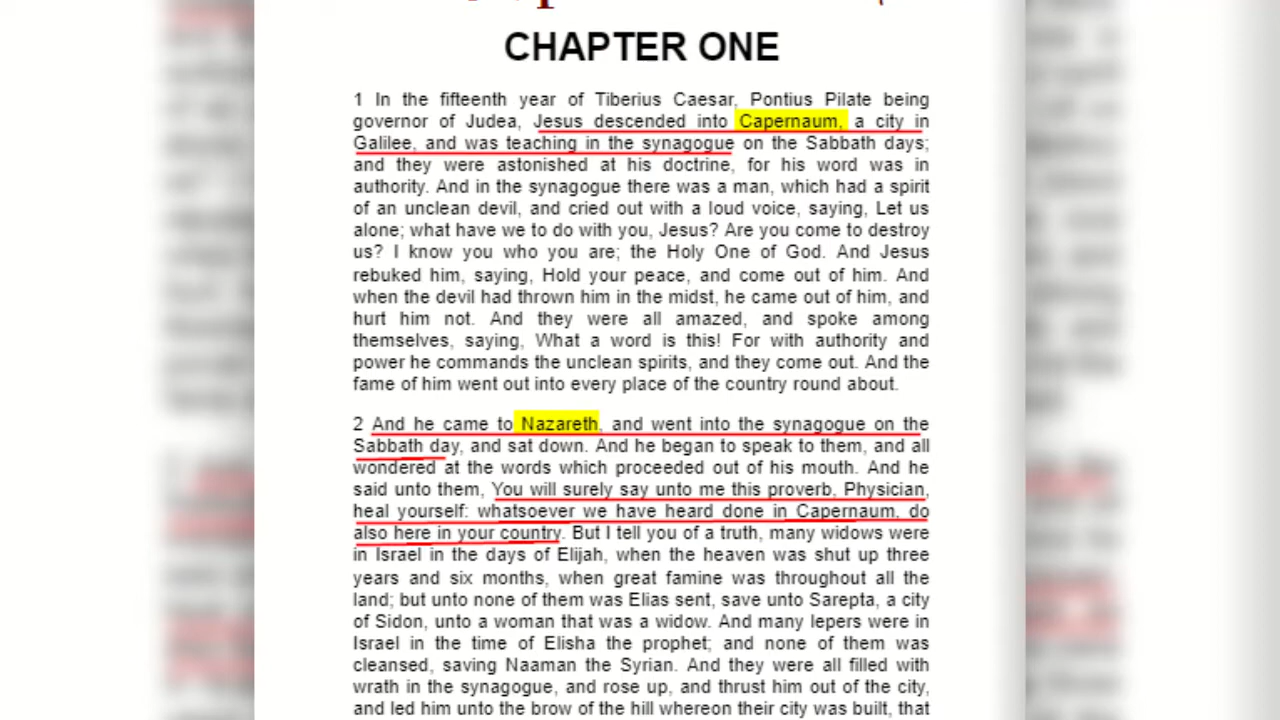 CHAPTER ONE
1 In the fifteenth year of Tiberius Caesar, Pontius Pilate being
governor of Judea, Jesus descended into Capernaum, a city in
Galilee, and was teaching in the synagogue on the Sabbath days;
and they were astonished at his doctrine, for his word was in
authority. And in the synagogue there was a man, which had a spirit
of an unclean devil, and cried out with a loud voice, saying, Let us
alone; what have we to do with you, Jesus? Are you come to destroy
us? I know you who you are; the Holy One of God. And Jesus
rebuked him, saying, Hold your peace, and come out of him. And
when the devil had thrown him in the midst, he came out of him, and
hurt him not. And they were all amazed, and spoke among
themselves, saying, What a word is this! For with authority and
power he commands the unclean spirits, and they come out. And the
fame of him went out into every place of the country round about.
2 And he came to Nazareth, and went into the synagogue on the
Sabbath day, and sat down. And he began to speak to them, and all
wondered at the words which proceeded out of his mouth. And he
said unto them, You will surely say unto me this proverb, Physician,
heal yourself: whatsoever we have heard done in Capernaum, do
also here in your country. But I tell you of a truth, many widows were
in Israel in the days of Elijah, when the heaven was shut up three
years and six months, when great famine was throughout all the
land; but unto none of them was Elias sent, save unto Sarepta, a city
of Sidon, unto a woman that was a widow. And many lepers were in
Israel in the time of Elisha the prophet; and none of them was
cleansed, saving Naaman the Syrian. And they were all filled with
wrath in the synagogue, and rose up, and thrust him out of the city,
and led him unto the brow of the hill whereon their city was built, that